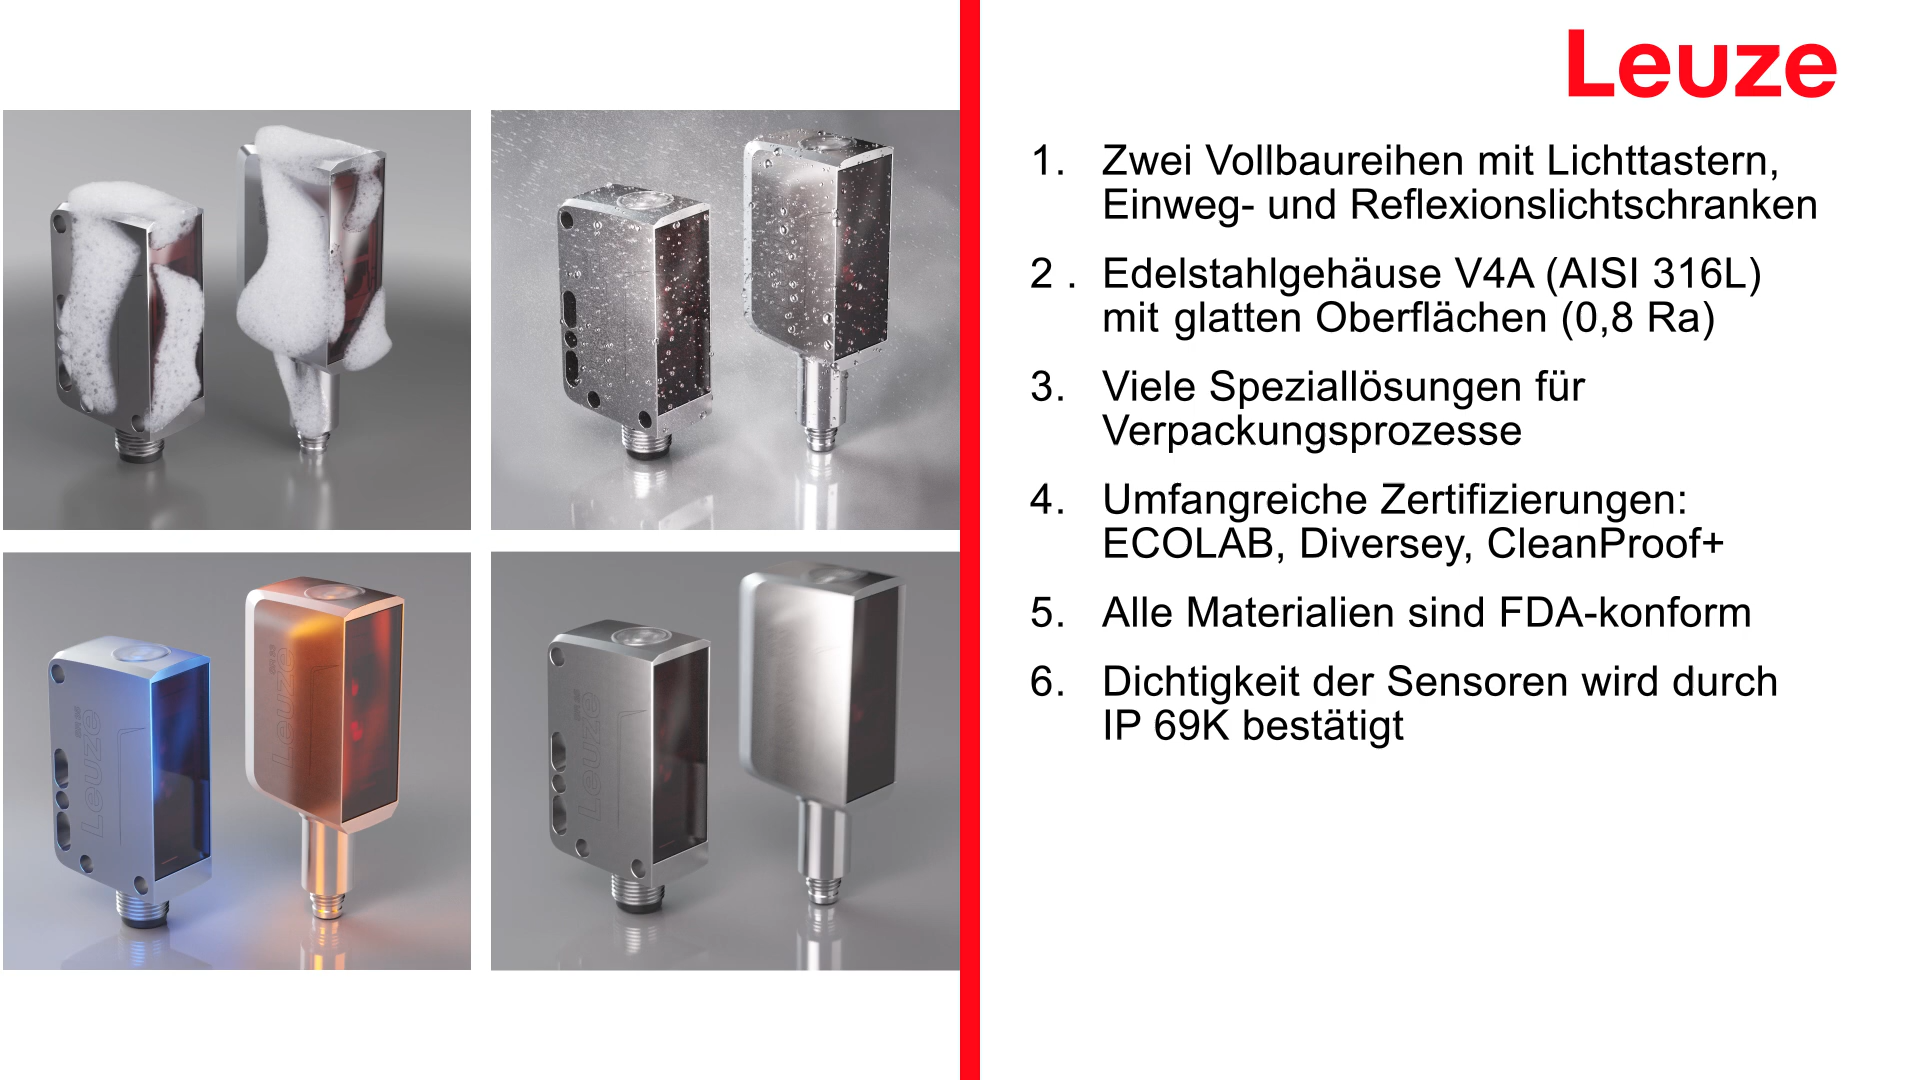 Leuze
1. Zwei Vollbaureihen mit Lichttastern,
Einweg- und Reflexionslichtschranken
2 . Edelstahlgehäuse V4A (AISI 316L)
mit glatten Oberflächen (0,8 Ra)
3. Viele Speziallösungen für
Verpackungsprozesse
4. Umfangreiche Zertifizierungen:
ECOLAB, Diversey, CleanProof+
5. Alle Materialien sind FDA-konform
6. Dichtigkeit der Sensoren wird durch
IP 69K bestätigt
Leuze
Leuze
Leuze